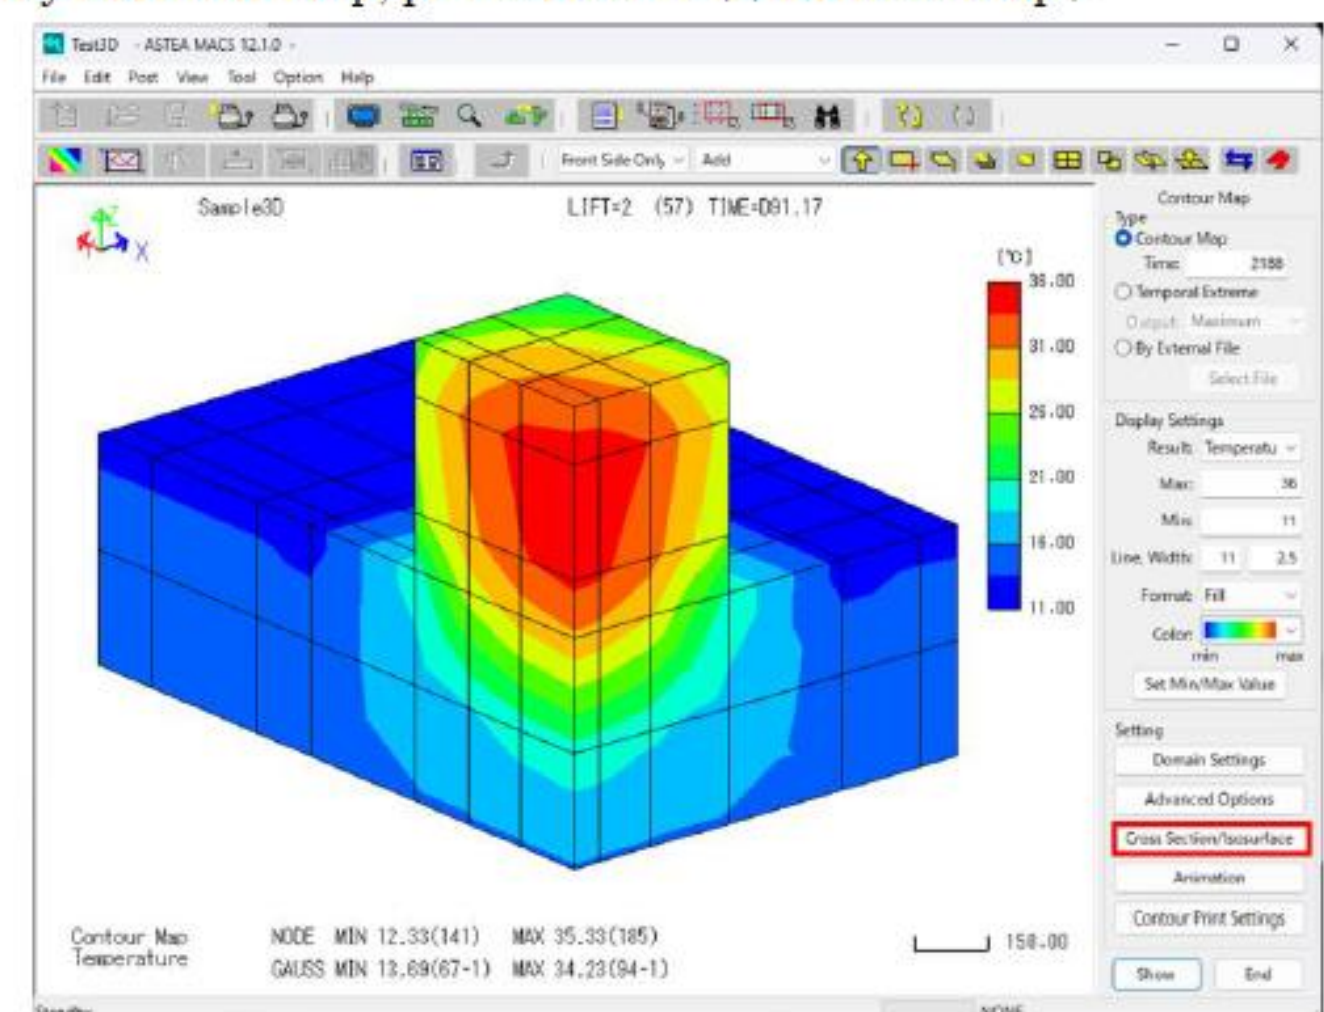 Test3D - ASTEA MACS 12.1.0 -
File Edit Post View Tool Option Help
Front Side Only Add
Sample3D LIFT=2 (57) TIME=D91.17
Z
X
[℃]
36.00
31.00
26.00
21.00
16.00
11.00
Contour Map
Type
Contour Map
Time: 2188
Temporal Extreme
Output: Maximum
By External File
Select File
Display Settings
Result: Temperatu
Max: 36
Min: 11
Line, Width: 11 2.5
Format: Fill
Color:
min max
Set Min/Max Value
Setting
Domain Settings
Advanced Options
Cross Section/Isosurface
Animation
Contour Print Settings
Show End
Contour Map
Temperature
NODE MIN 12.33(141) MAX 35.33(185)
GAUSS MIN 13.69(67-1) MAX 34.23(94-1)
158.00
NONE